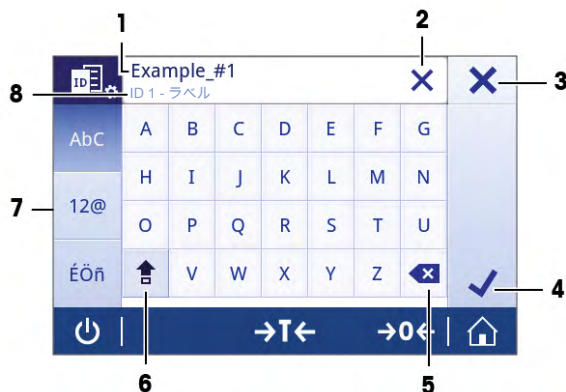 1
2
ID
Example_#1
3
8
ID 1 - ラベル
AbC
A B C D E F G
H I J K L M N
7
12@
O P Q R S T U
ÉÖñ
V W X Y Z
4
→T← →0←
6
5